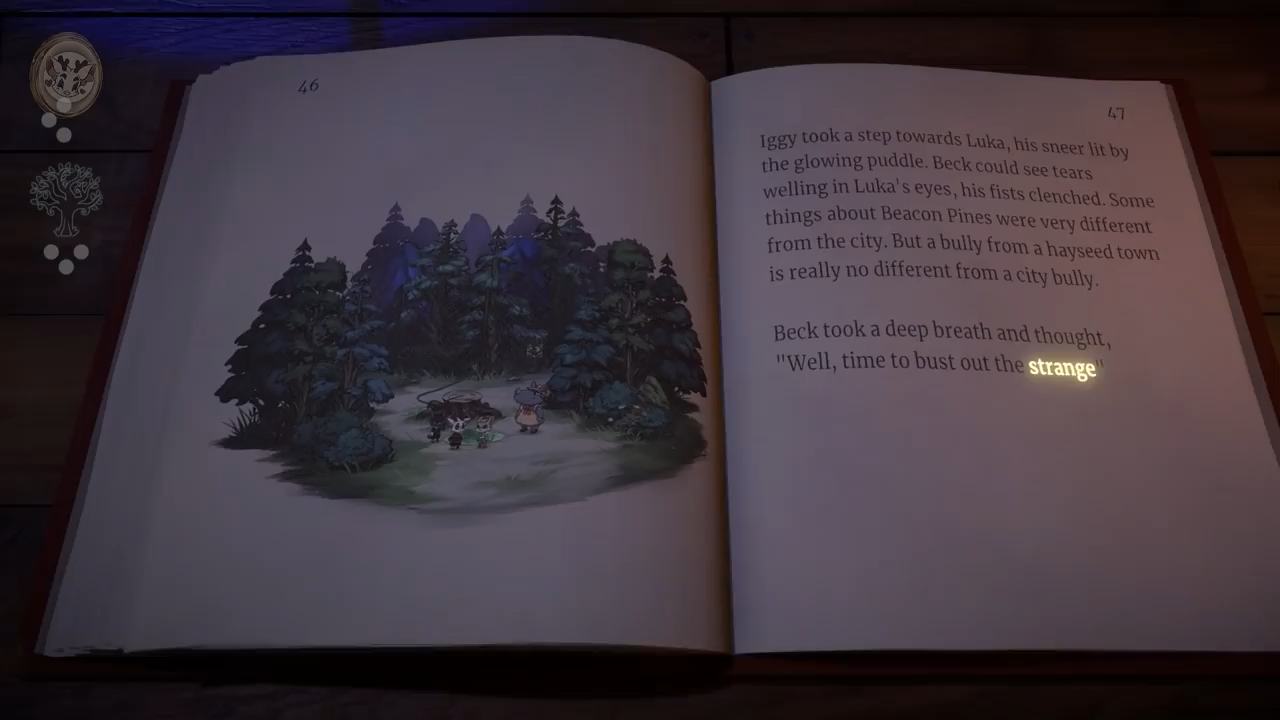 46
47
Iggy took a step towards Luka, his sneer lit by
the glowing puddle. Beck could see tears
welling in Luka's eyes, his fists clenched. Some
things about Beacon Pines were very different
from the city. But a bully from a hayseed town
is really no different from a city bully.
Beck took a deep breath and thought,
"Well, time to bust out the strange"